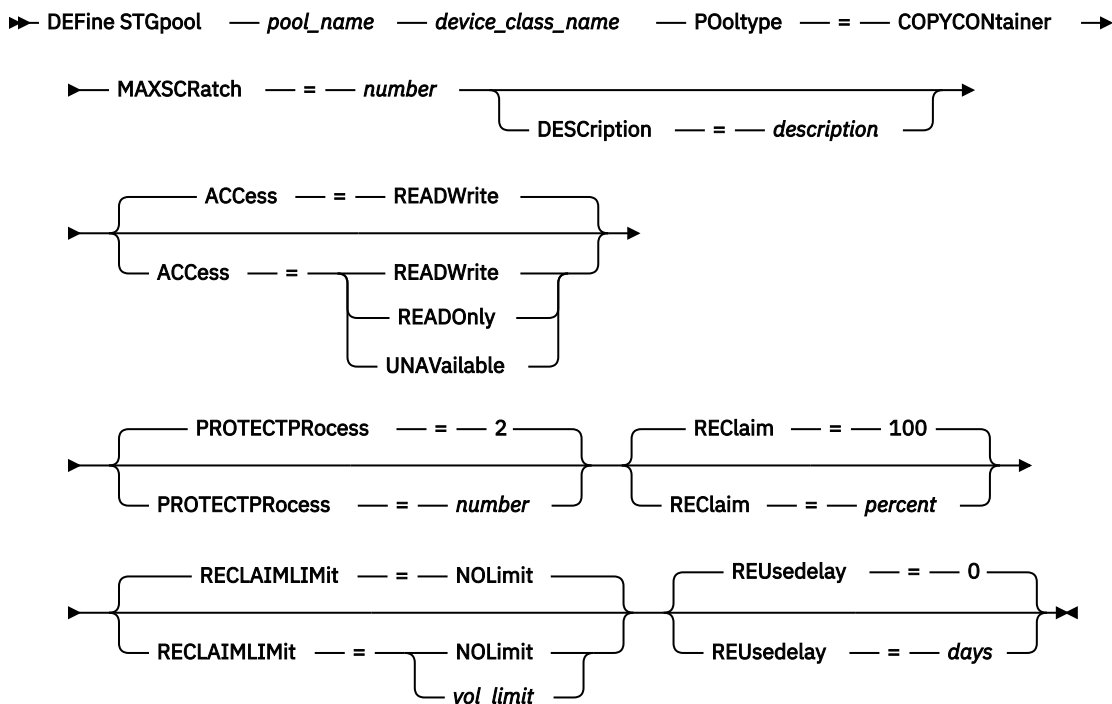 DEFine STGpool pool_name device_class_name POoltype = COPYCONtainer
MAXSCRatch = number
DESCription = description
ACCess = READWrite
ACCess = READWrite
READOnly
UNAVailable
PROTECTPRocess = 2 REClaim = 100
PROTECTPRocess = number REClaim = percent
RECLAIMLIMit = NOLimit REUsedelay = 0
RECLAIMLIMit = NOLimit REUsedelay = days
vol_limit